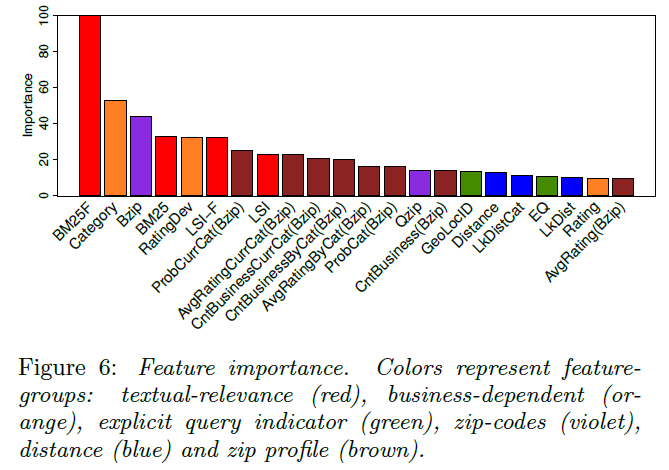 100
80
60
40
20
0
Importance
BM25F
Category
Bzip
BM25
RatingDev
LSI-F
ProbCurrCat(Bzip)
LSI
AvgRatingCurrCat(Bzip)
CntBusinessCurrCat(Bzip)
CntBusinessByCat(Bzip)
AvgRatingByCat(Bzip)
ProbCat(Bzip)
Qzip
CntBusiness(Bzip)
GeoLocID
Distance
LkDistCat
EQ
LkDist
Rating
AvgRating(Bzip)
Figure 6: Feature importance. Colors represent feature-
groups: textual-relevance (red), business-dependent (or-
ange), explicit query indicator (green), zip-codes (violet),
distance (blue) and zip profile (brown).